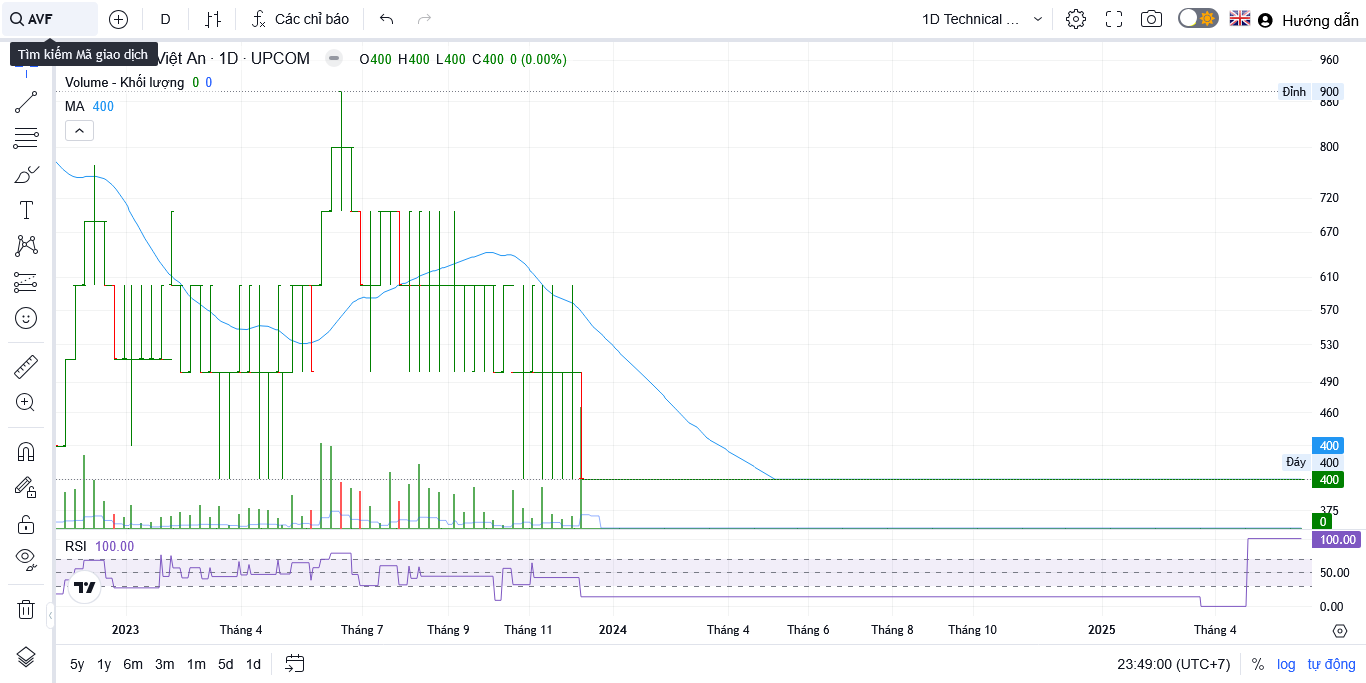 AVF
D
Các chỉ báo
1D Technical ...
Hướng dẫn
Tìm kiếm Mã giao dịch
Việt An · 1D · UPCOM
O400 H400 L400 C400 0 (0.00%)
Volume - Khối lượng 0 0
MA 400
960
Đỉnh 900
880
800
720
670
610
570
530
490
460
400
Đáy 400
400
375
0
RSI 100.00
100.00
50.00
0.00
2023 Tháng 4 Tháng 7 Tháng 9 Tháng 11 2024 Tháng 4 Tháng 6 Tháng 8 Tháng 10 2025 Tháng 4
5y 1y 6m 3m 1m 5d 1d
23:49:00 (UTC+7) % log tự động